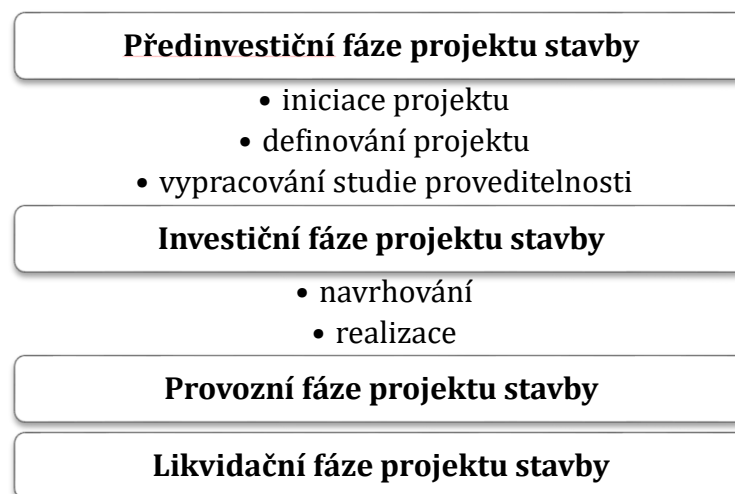 Předinvestiční fáze projektu stavby
• iniciace projektu
• definování projektu
• vypracování studie proveditelnosti
Investiční fáze projektu stavby
• navrhování
• realizace
Provozní fáze projektu stavby
Likvidační fáze projektu stavby